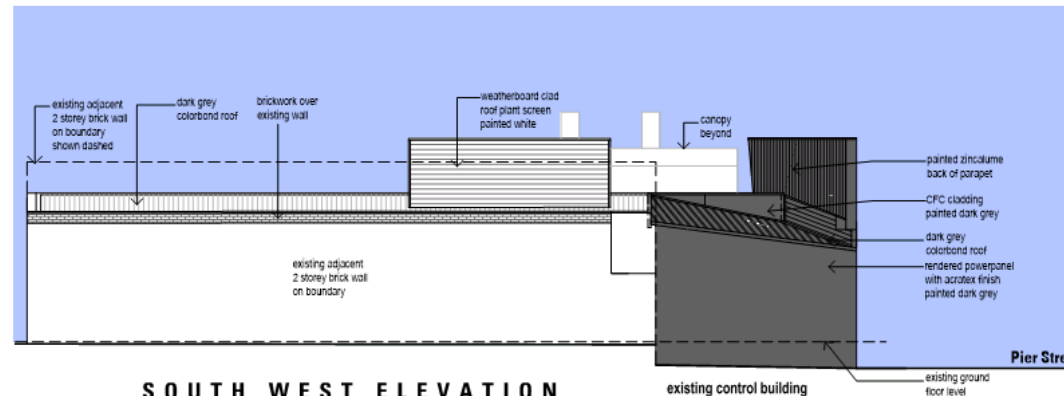 existing adjacent
2 storey brick wall
on boundary
shown dashed
dark grey
colorbond roof
brickwork over
existing wall
weatherboard clad
roof plant screen
painted white
canopy
beyond
painted zincalume
back of parapet
CFC cladding
painted dark grey
dark grey
colorbond roof
rendered powerpanel
with acratex finish
painted dark grey
existing adjacent
2 storey brick wall
on boundary
Pier Stre
existing ground
floor level
SOUTH WEST ELEVATION
existing control building